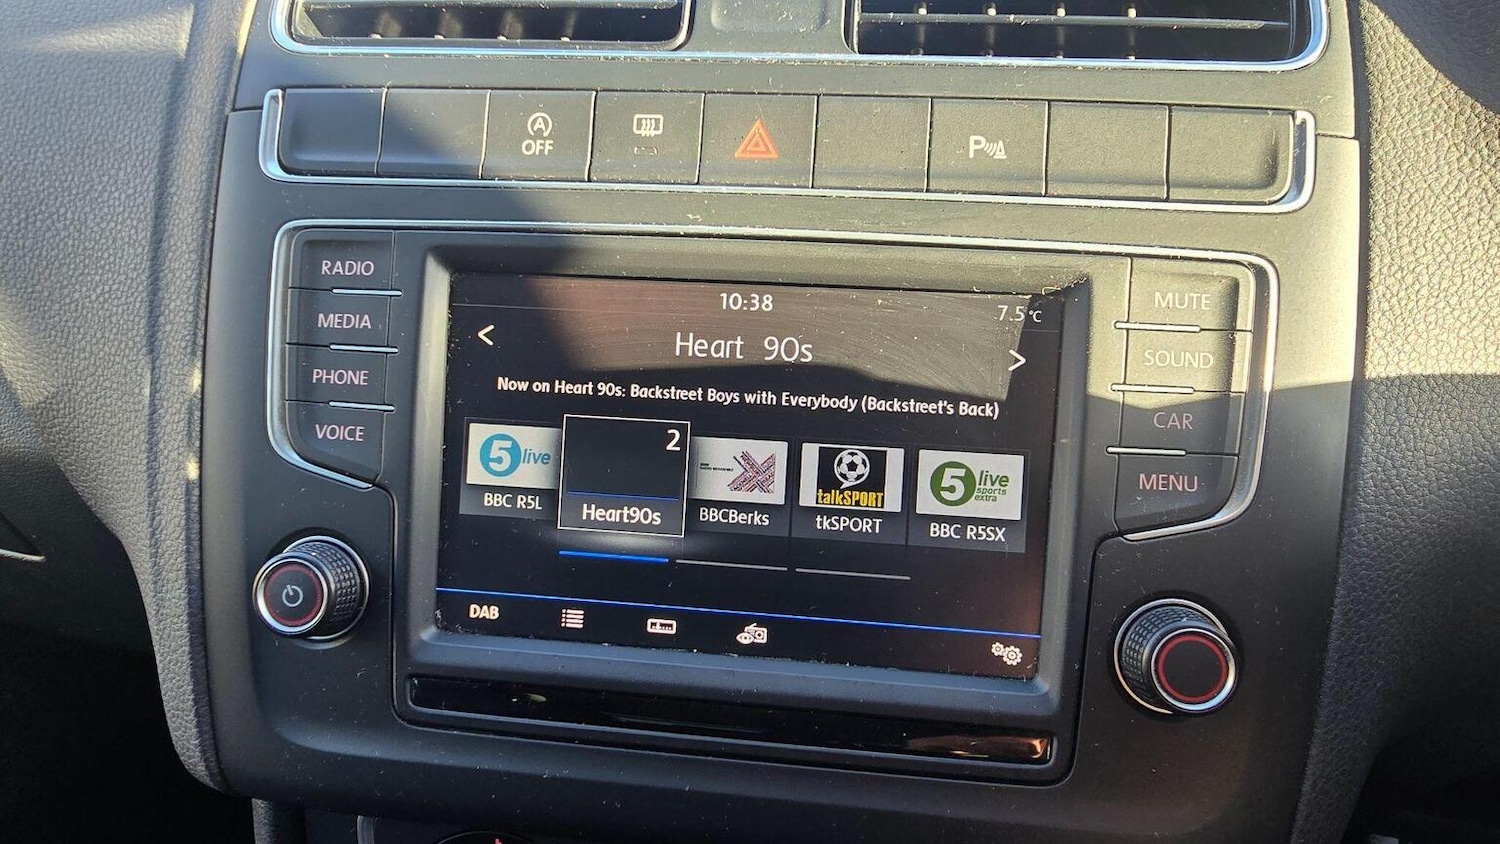 A
OFF
P
RADIO
MEDIA
PHONE
VOICE
10:38
7.5°C
<
Heart 90s
>
Now on Heart 90s: Backstreet Boys with Everybody (Backstreet's Back)
5 live
BBC R5L
2
Heart90s
BBCBerks
talkSPORT
tkSPORT
5 live
sports
extra
BBC R5SX
DAB
MUTE
SOUND
CAR
MENU